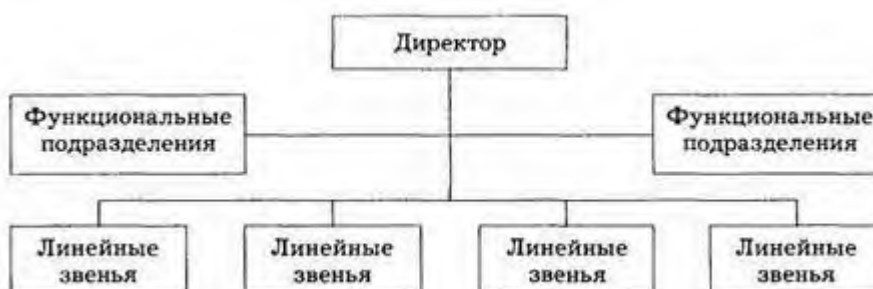 Директор
Функциональные
подразделения
Функциональные
подразделения
Линейные
звенья
Линейные
звенья
Линейные
звенья
Линейные
звенья